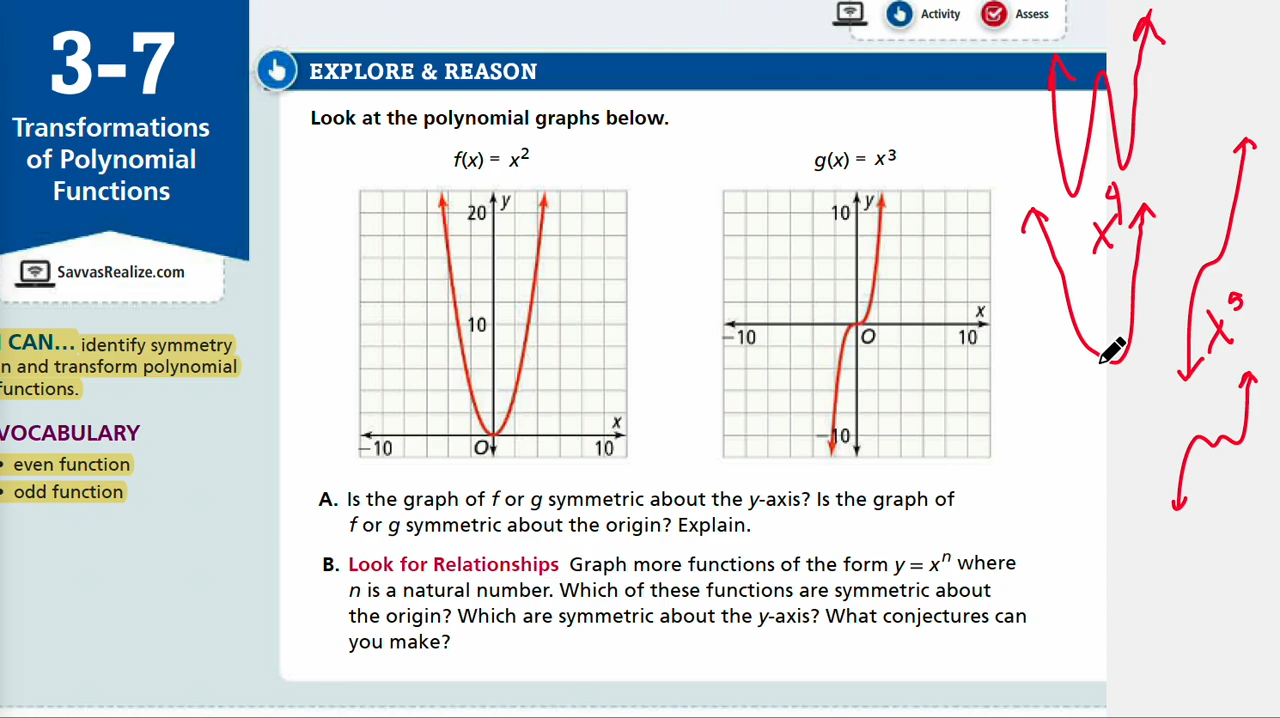 3-7
Transformations
of Polynomial
Functions
SavvasRealize.com
I CAN... identify symmetry
n and transform polynomial
functions.
VOCABULARY
• even function
• odd function
Activity
Assess
EXPLORE & REASON
Look at the polynomial graphs below.
f(x) = x²
g(x) = x³
20
y
10
x
−10
O
10
10
y
x
−10
O
10
−10
A. Is the graph of f or g symmetric about the y-axis? Is the graph of
f or g symmetric about the origin? Explain.
B. Look for Relationships Graph more functions of the form y = xⁿ where
n is a natural number. Which of these functions are symmetric about
the origin? Which are symmetric about the y-axis? What conjectures can
you make?
x⁴
x⁵